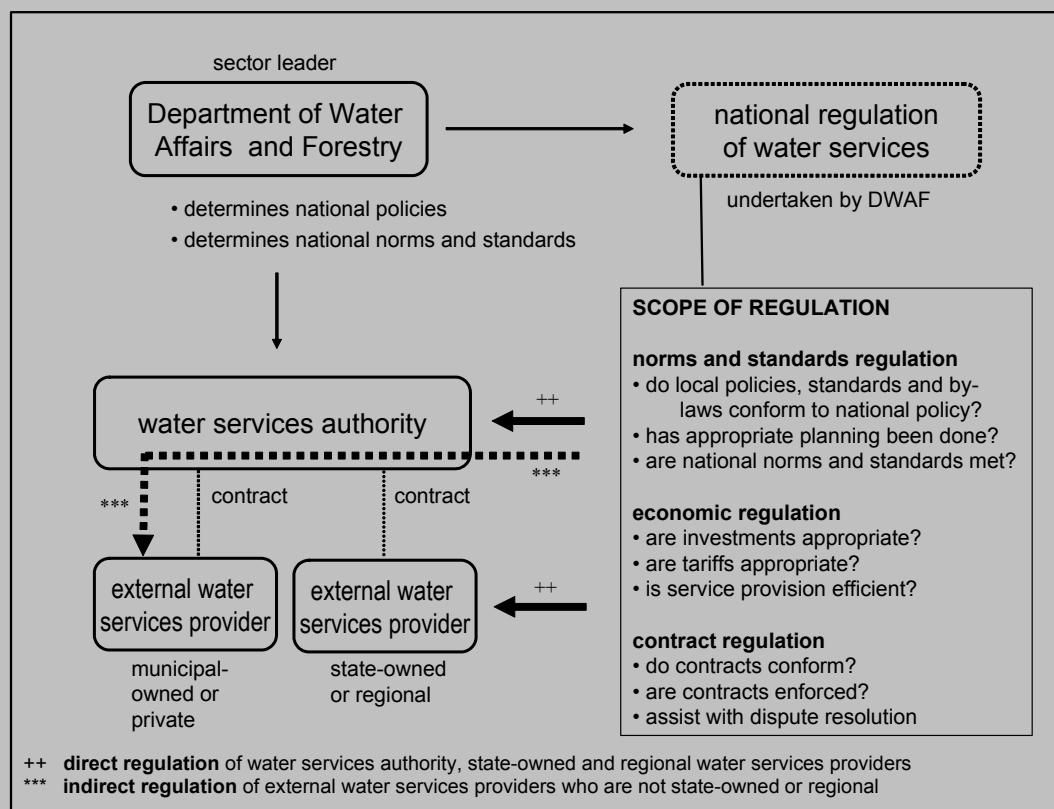 sector leader
Department of Water
Affairs and Forestry
national regulation
of water services
undertaken by DWAF
• determines national policies
• determines national norms and standards
SCOPE OF REGULATION
norms and standards regulation
• do local policies, standards and by-
laws conform to national policy?
• has appropriate planning been done?
• are national norms and standards met?
economic regulation
• are investments appropriate?
• are tariffs appropriate?
• is service provision efficient?
contract regulation
• do contracts conform?
• are contracts enforced?
• assist with dispute resolution
++
water services authority
***
***
contract
contract
external water
services provider
external water
services provider
++
municipal-
owned or
private
state-owned
or regional
++ direct regulation of water services authority, state-owned and regional water services providers
*** indirect regulation of external water services providers who are not state-owned or regional